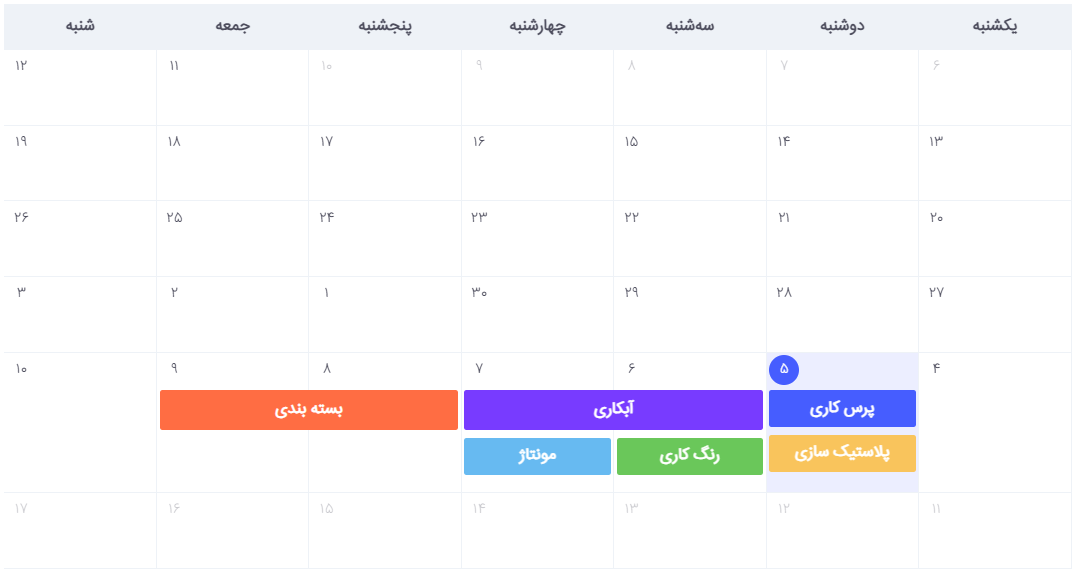 یکشنبه دوشنبه سه‌شنبه چهارشنبه پنجشنبه جمعه شنبه
۶ ۷ ۸ ۹ ۱۰ ۱۱ ۱۲
۱۳ ۱۴ ۱۵ ۱۶ ۱۷ ۱۸ ۱۹
۲۰ ۲۱ ۲۲ ۲۳ ۲۴ ۲۵ ۲۶
۲۷ ۲۸ ۲۹ ۳۰ ۱ ۲ ۳
۴ ۵ ۶ ۷ ۸ ۹ ۱۰
پرس کاری آبکاری بسته بندی
پلاستیک سازی رنگ کاری مونتاژ
۱۱ ۱۲ ۱۳ ۱۴ ۱۵ ۱۶ ۱۷